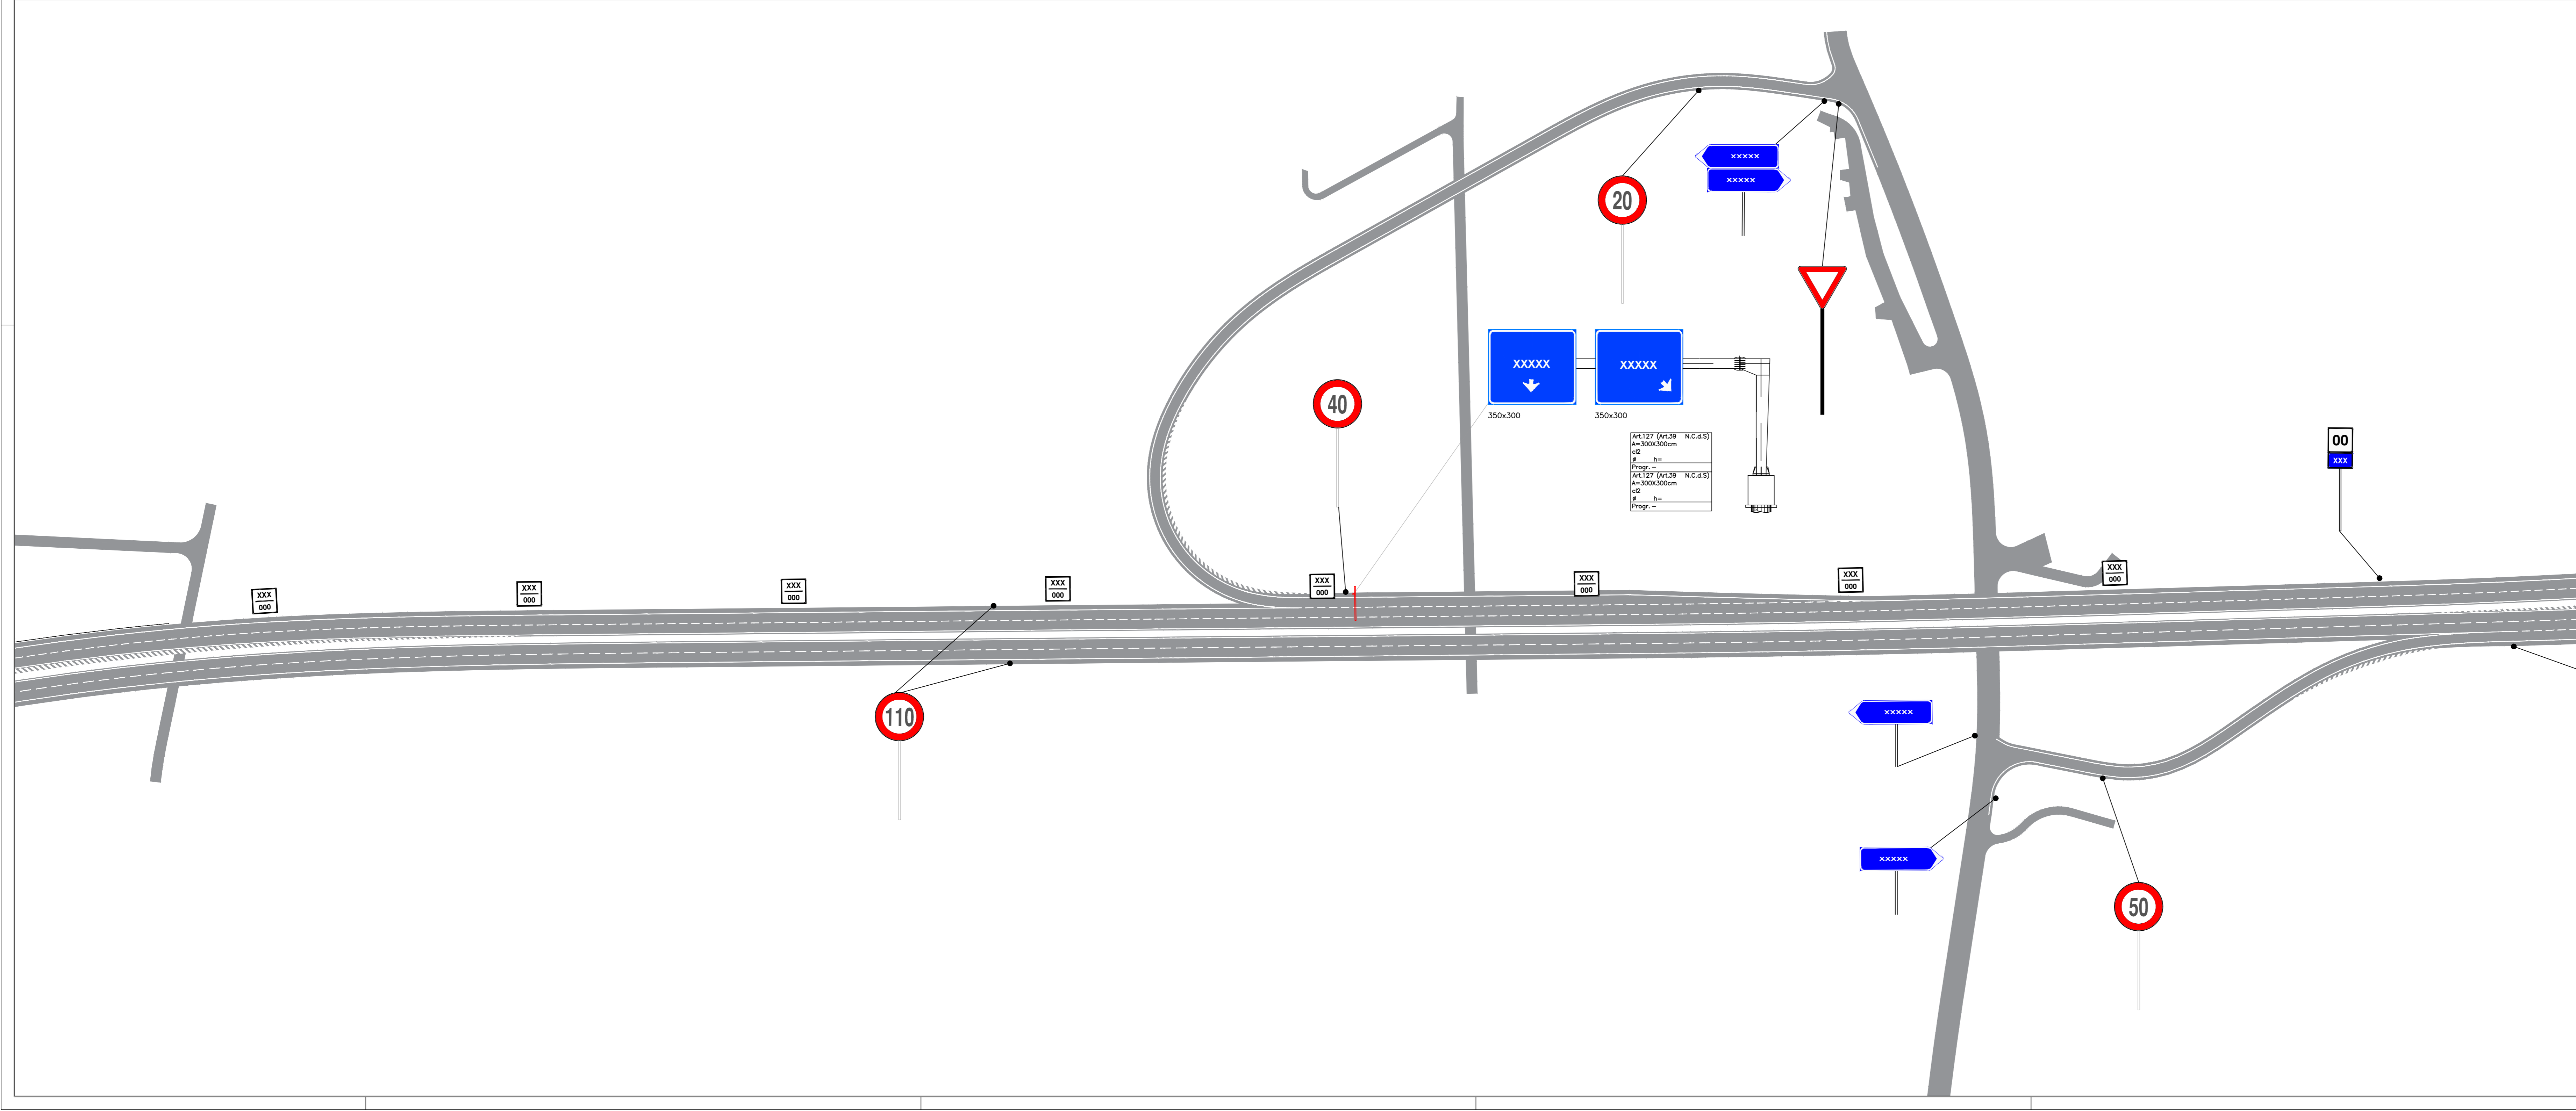 xxxxx
xxxxx
20
XXXXX
XXXXX
350x300
350x300
40
Art.127 (Art.39 N.C.d.S)
A=300X300cm
cl2
# h=
Progr. -
Art.127 (Art.39 N.C.d.S)
A=300X300cm
cl2
# h=
Progr. -
00
XXX
XXX
000
XXX
000
XXX
000
XXX
000
XXX
000
XXX
000
XXX
000
XXX
000
110
xxxxx
xxxxx
50